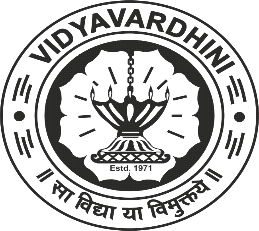 VIDYAVARDHINI
Estd. 1971
॥ सा विद्या या विमुक्तये ॥